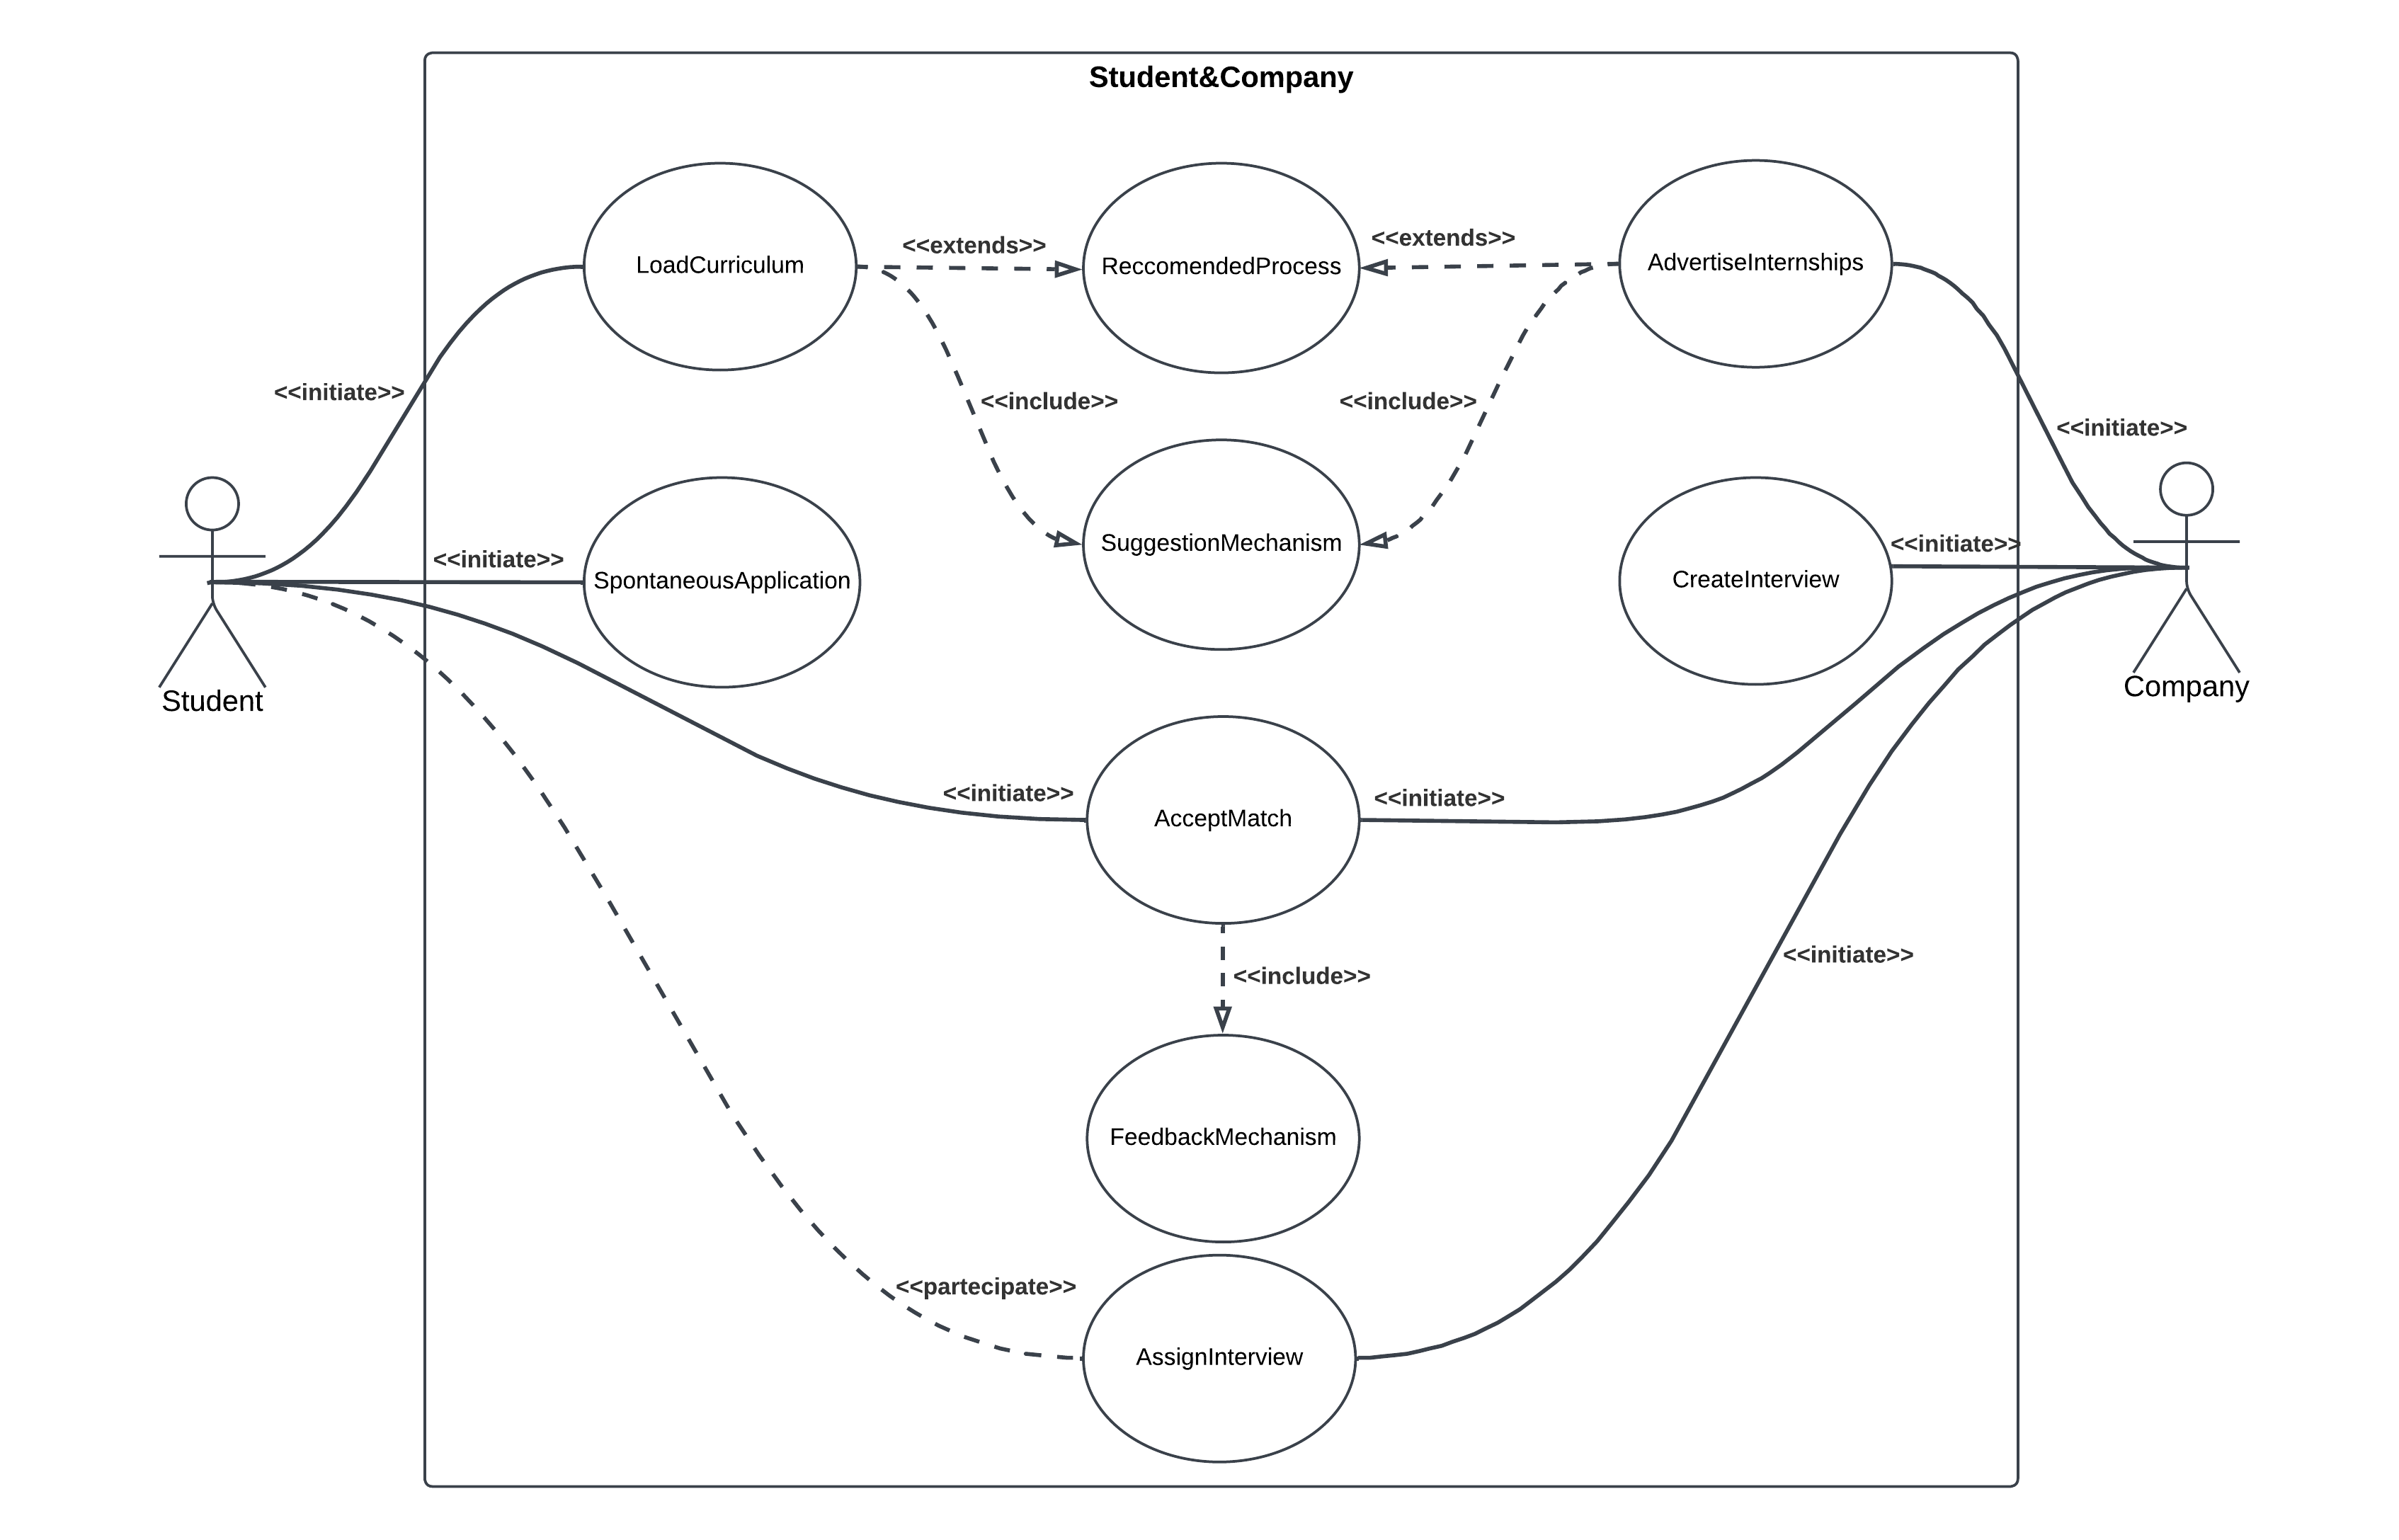 Student&Company
LoadCurriculum
<<extends>>
ReccomendedProcess
<<extends>>
AdvertiseInternships
<<initiate>>
<<include>>
<<include>>
<<initiate>>
Student
<<initiate>>
SpontaneousApplication
SuggestionMechanism
CreateInterview
<<initiate>>
Company
<<initiate>>
AcceptMatch
<<initiate>>
<<include>>
<<initiate>>
FeedbackMechanism
<<partecipate>>
AssignInterview